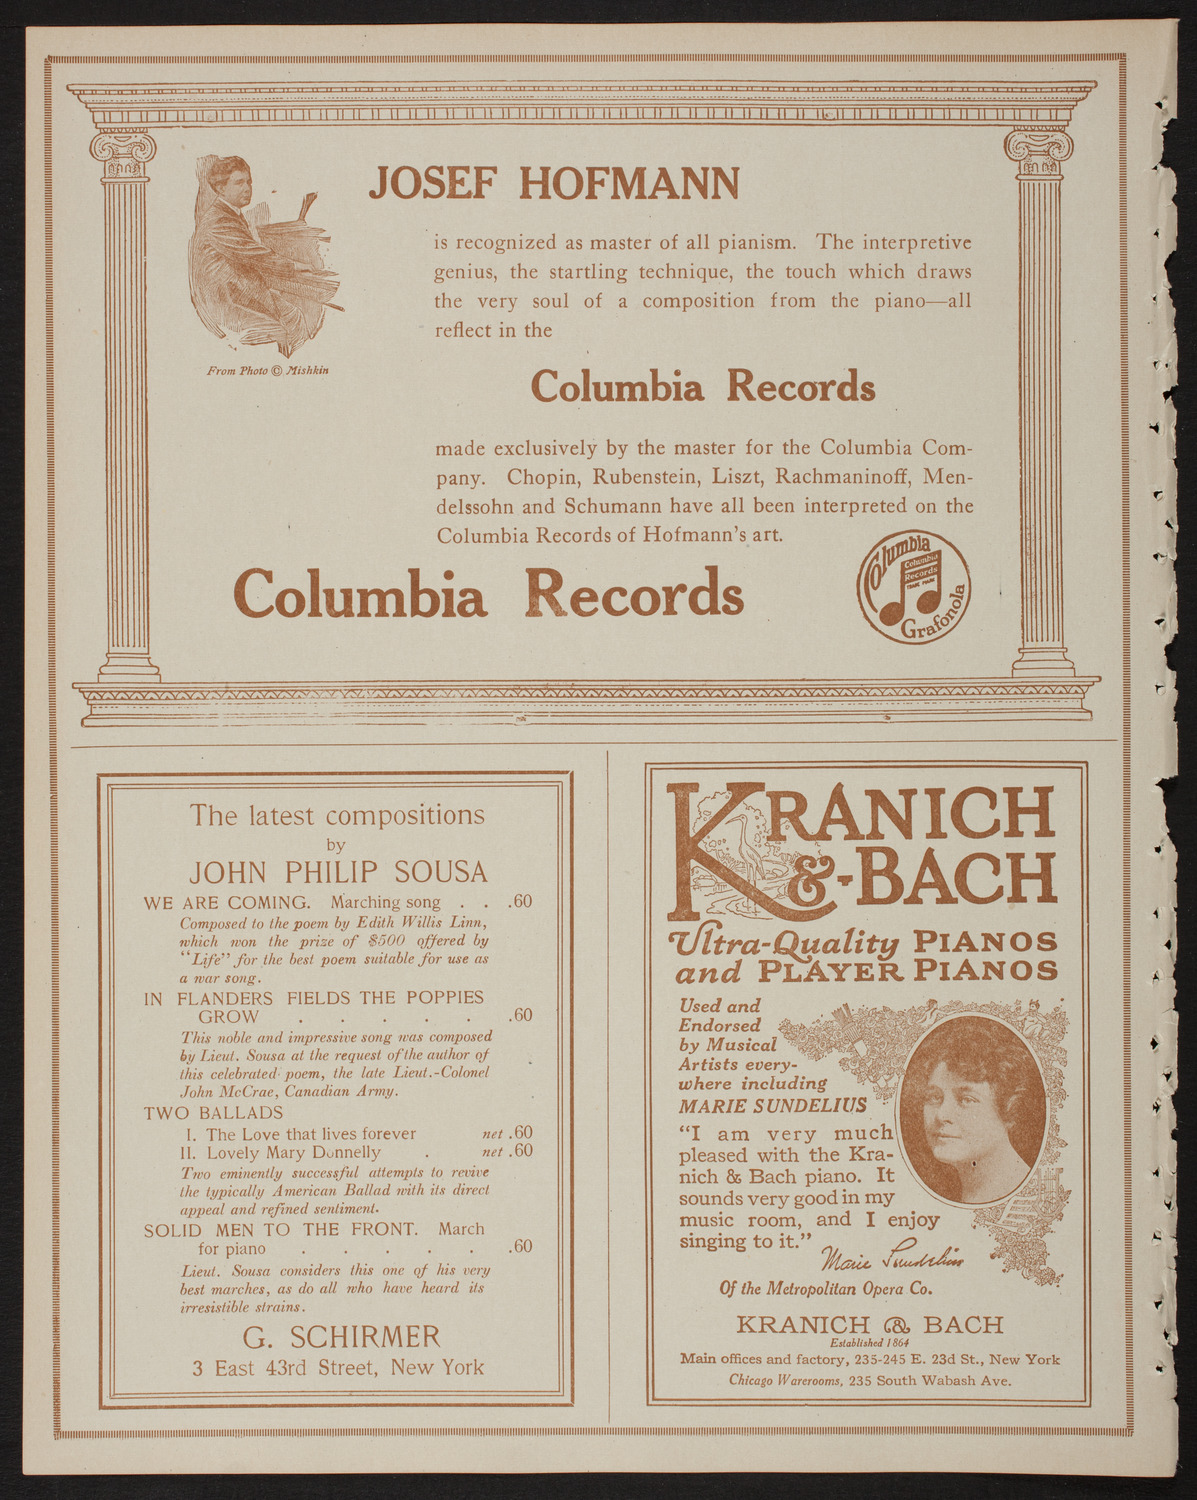 JOSEF HOFMANN
is recognized as master of all pianism. The interpretive
genius, the startling technique, the touch which draws
the very soul of a composition from the piano—all
reflect in the
From Photo © Mishkin
Columbia Records
made exclusively by the master for the Columbia Com-
pany. Chopin, Rubenstein, Liszt, Rachmaninoff, Men-
delssohn and Schumann have all been interpreted on the
Columbia Records of Hofmann's art.
Columbia Records
Columbia
Columbia
Records
TRADE MARK
Grafonola
The latest compositions
by
JOHN PHILIP SOUSA
WE ARE COMING. Marching song . . .60
Composed to the poem by Edith Willis Linn,
which won the prize of $500 offered by
"Life" for the best poem suitable for use as
a war song.
IN FLANDERS FIELDS THE POPPIES
GROW . . . . . .60
This noble and impressive song was composed
by Lieut. Sousa at the request of the author of
this celebrated poem, the late Lieut.-Colonel
John McCrae, Canadian Army.
TWO BALLADS
I. The Love that lives forever net .60
II. Lovely Mary Donnelly . net .60
Two eminently successful attempts to revive
the typically American Ballad with its direct
appeal and refined sentiment.
SOLID MEN TO THE FRONT. March
for piano . . . . . .60
Lieut. Sousa considers this one of his very
best marches, as do all who have heard its
irresistible strains.
G. SCHIRMER
3 East 43rd Street, New York
KRANICH
&-BACH
Ultra-Quality PIANOS
and PLAYER PIANOS
Used and
Endorsed
by Musical
Artists every-
where including
MARIE SUNDELIUS
"I am very much
pleased with the Kra-
nich & Bach piano. It
sounds very good in my
music room, and I enjoy
singing to it."
Marie Sundelius
Of the Metropolitan Opera Co.
KRANICH & BACH
Established 1864
Main offices and factory, 235-245 E. 23d St., New York
Chicago Warerooms, 235 South Wabash Ave.